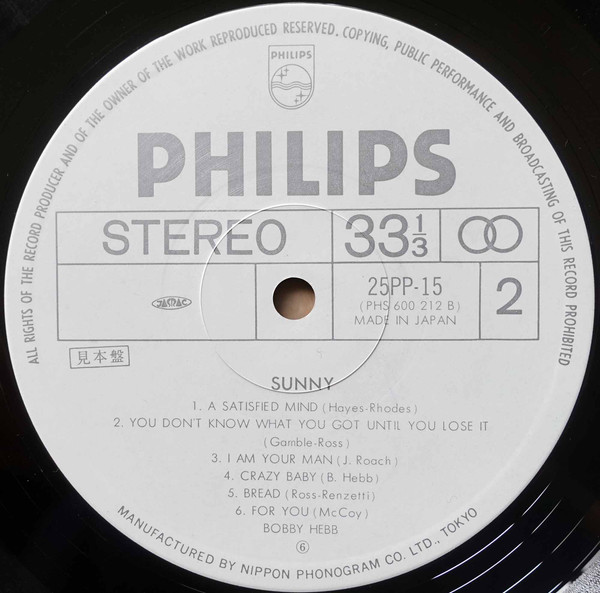 ALL RIGHTS OF THE RECORD PRODUCER AND OF THE OWNER OF THE WORK REPRODUCED RESERVED. COPYING, PUBLIC PERFORMANCE AND BROADCASTING OF THIS RECORD PROHIBITED
PHILIPS
PHILIPS
STEREO 33 1/3
25PP-15
(PHS 600 212 B)
MADE IN JAPAN
2
JASRAC
見本盤
SUNNY
1. A SATISFIED MIND (Hayes-Rhodes)
2. YOU DON'T KNOW WHAT YOU GOT UNTIL YOU LOSE IT
(Gamble-Ross)
3. I AM YOUR MAN (J. Roach)
4. CRAZY BABY (B. Hebb)
5. BREAD (Ross-Renzetti)
6. FOR YOU (McCoy)
BOBBY HEBB
⑥
MANUFACTURED BY NIPPON PHONOGRAM CO. LTD., TOKYO